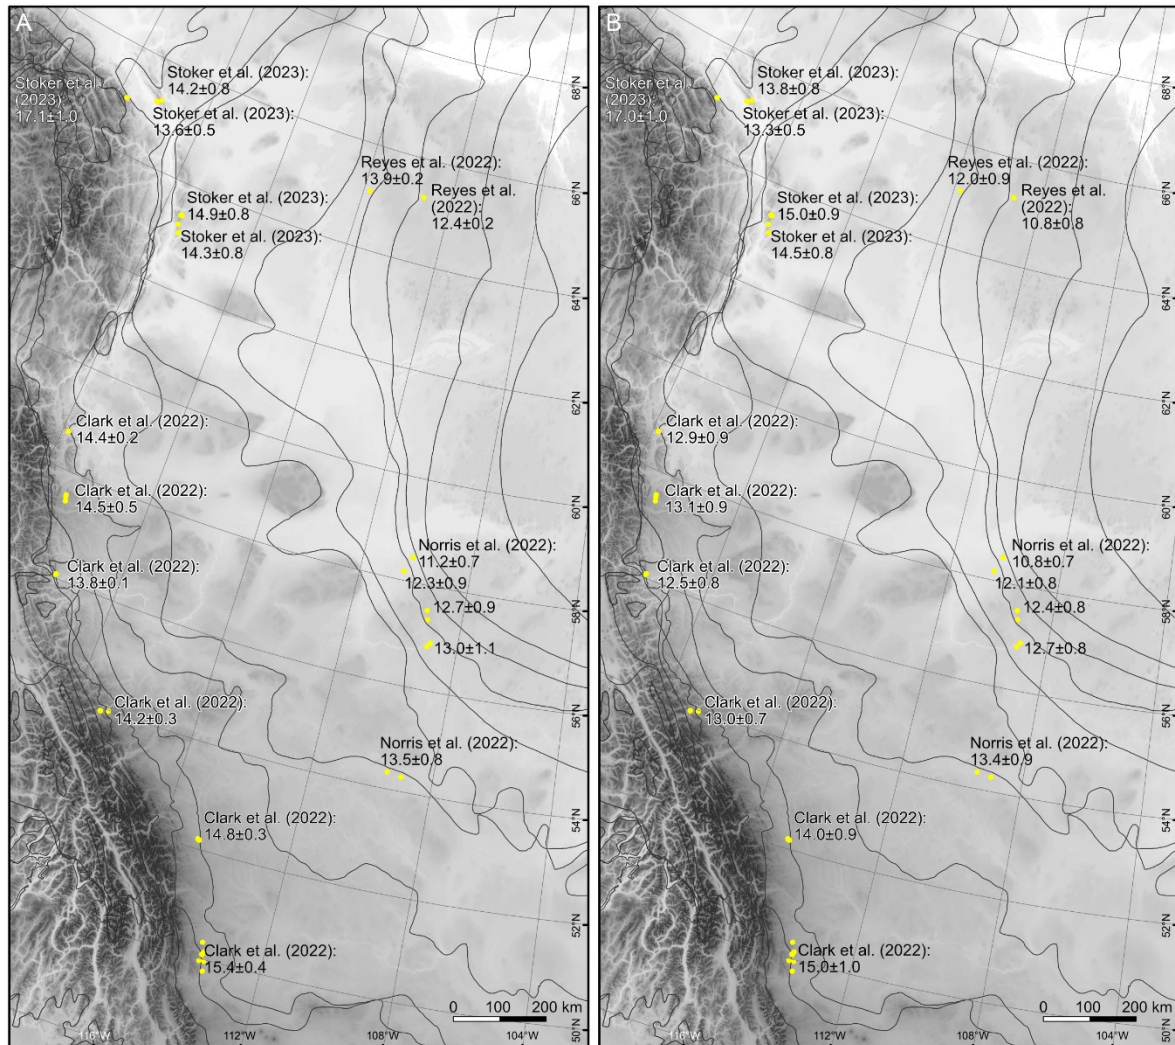 A
Stoker et al.
(2023):
17.1±1.0
Stoker et al. (2023):
14.2±0.8
Stoker et al. (2023):
13.6±0.5
Stoker et al. (2023):
14.9±0.8
Stoker et al. (2023):
14.3±0.8
Reyes et al. (2022):
13.9±0.2
Reyes et al.
(2022):
12.4±0.2
Clark et al. (2022):
14.4±0.2
Clark et al. (2022):
14.5±0.5
Clark et al. (2022):
13.8±0.1
Norris et al. (2022):
11.2±0.7
12.3±0.9
12.7±0.9
13.0±1.1
Clark et al. (2022):
14.2±0.3
Norris et al. (2022):
13.5±0.8
Clark et al. (2022):
14.8±0.3
Clark et al. (2022):
15.4±0.4
68°N
66°N
64°N
62°N
60°N
58°N
56°N
54°N
52°N
50°N
0 100 200 km
116°W
112°W
108°W
104°W
B
Stoker et al.
(2023):
17.0±1.0
Stoker et al. (2023):
13.8±0.8
Stoker et al. (2023):
13.3±0.5
Stoker et al. (2023):
15.0±0.9
Stoker et al. (2023):
14.5±0.8
Reyes et al. (2022):
12.0±0.9
Reyes et al.
(2022):
10.8±0.8
Clark et al. (2022):
12.9±0.9
Clark et al. (2022):
13.1±0.9
Clark et al. (2022):
12.5±0.8
Norris et al. (2022):
10.8±0.7
12.1±0.8
12.4±0.8
12.7±0.8
Clark et al. (2022):
13.0±0.7
Norris et al. (2022):
13.4±0.9
Clark et al. (2022):
14.0±0.9
Clark et al. (2022):
15.0±1.0
68°N
66°N
64°N
62°N
60°N
58°N
56°N
54°N
52°N
50°N
0 100 200 km
116°W
112°W
108°W
104°W